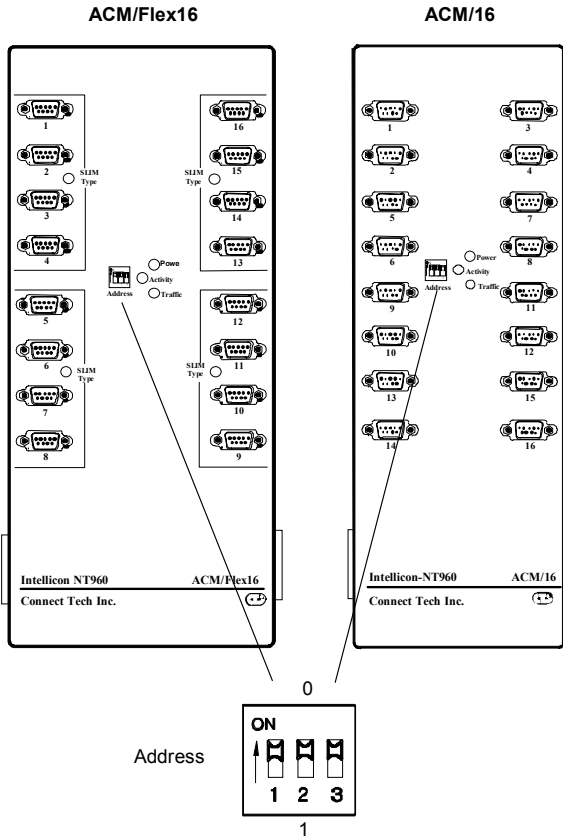 ACM/Flex16
ACM/16
1
2
SLIM
Type
3
4
5
6
SLIM
Type
7
8
16
15
SLIM
Type
14
13
12
11
SLIM
Type
10
9
Address
Powe
Activity
Traffic
Intellicon NT960 ACM/Flex16
Connect Tech Inc.
1 3
2 4
5 7
6 8
9 11
10 12
13 15
14 16
Address
Power
Activity
Traffic
Intellicon-NT960 ACM/16
Connect Tech Inc.
0
Address
ON
1 2 3
1